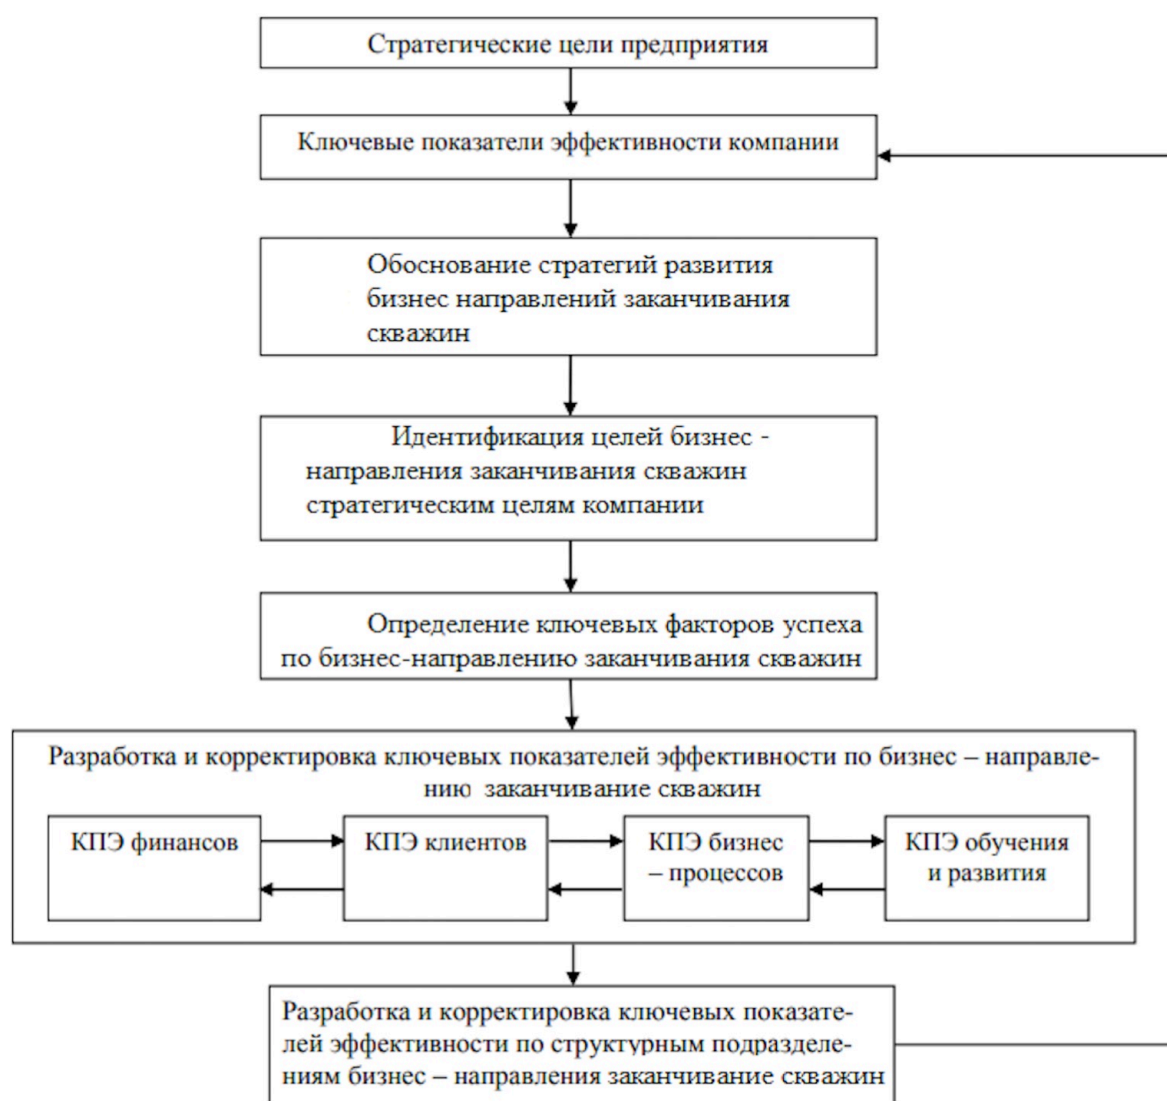 Стратегические цели предприятия
Ключевые показатели эффективности компании
Обоснование стратегий развития
бизнес направлений заканчивания
скважин
Идентификация целей бизнес -
направления заканчивания скважин
стратегическим целям компании
Определение ключевых факторов успеха
по бизнес-направлению заканчивания скважин
Разработка и корректировка ключевых показателей эффективности по бизнес – направле-
нию заканчивание скважин
КПЭ финансов
КПЭ клиентов
КПЭ бизнес
– процессов
КПЭ обучения
и развития
Разработка и корректировка ключевых показате-
лей эффективности по структурным подразделе-
ниям бизнес – направления заканчивание скважин